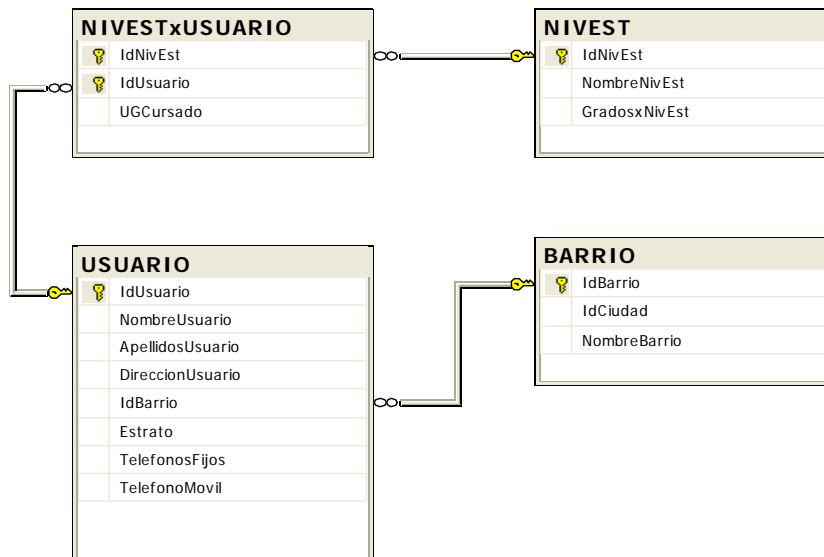 NIVESTxUSUARIO
IdNivEst
IdUsuario
UGCursado
NIVEST
IdNivEst
NombreNivEst
GradosxNivEst
USUARIO
IdUsuario
NombreUsuario
ApellidosUsuario
DireccionUsuario
IdBarrio
Estrato
TelefonosFijos
TelefonoMovil
BARRIO
IdBarrio
IdCiudad
NombreBarrio